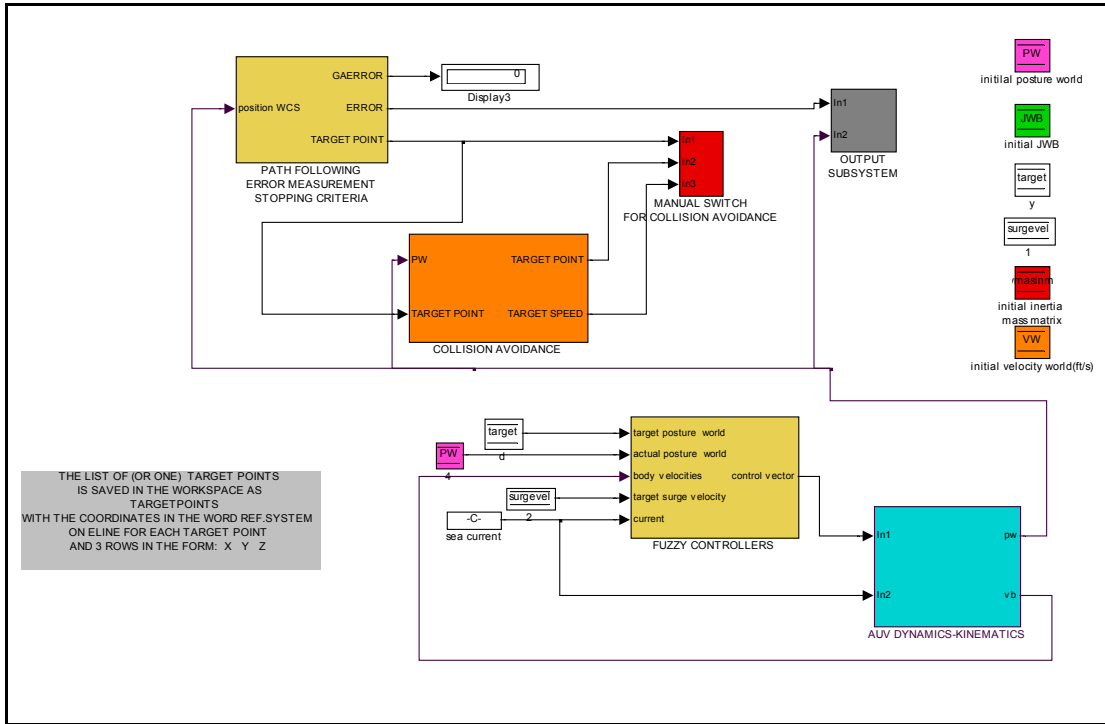 GAERROR
position WCS
ERROR
TARGET POINT
PATH FOLLOWING
ERROR MEASUREMENT
STOPPING CRITERIA
0
Display3
In1
In2
In3
MANUAL SWITCH
FOR COLLISION AVOIDANCE
In1
In2
OUTPUT
SUBSYSTEM
PW
TARGET POINT
TARGET POINT
TARGET SPEED
COLLISION AVOIDANCE
PW
initilal posture world
JWB
initial JWB
target
y
surgevel
1
masinm
initial inertia
mass matrix
VW
initial velocity world(ft/s)
THE LIST OF (OR ONE) TARGET POINTS
IS SAVED IN THE WORKSPACE AS
TARGETPOINTS
WITH THE COORDINATES IN THE WORD REF.SYSTEM
ON ELINE FOR EACH TARGET POINT
AND 3 ROWS IN THE FORM: X Y Z
target
d
PW
4
surgevel
2
-C-
sea current
target posture world
actual posture world
body velocities
control vector
target surge velocity
current
FUZZY CONTROLLERS
In1
pw
In2
vb
AUV DYNAMICS-KINEMATICS